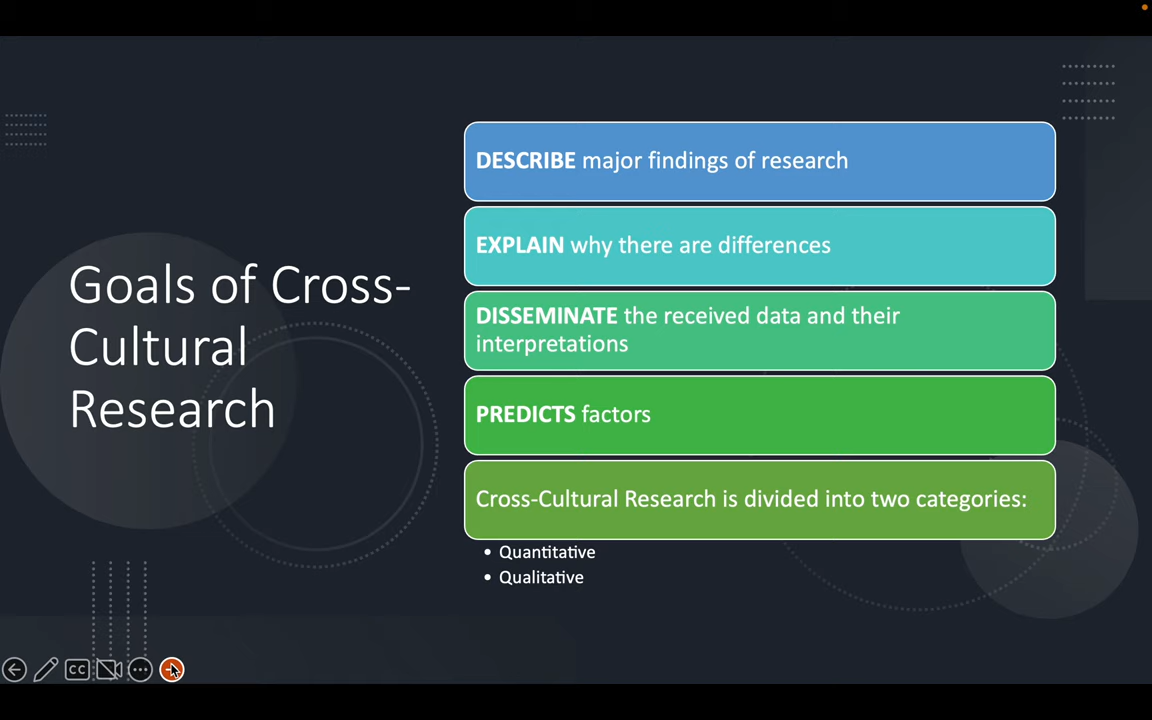 Goals of Cross-
Cultural
Research
DESCRIBE major findings of research
EXPLAIN why there are differences
DISSEMINATE the received data and their
interpretations
PREDICTS factors
Cross-Cultural Research is divided into two categories:
• Quantitative
• Qualitative
CC